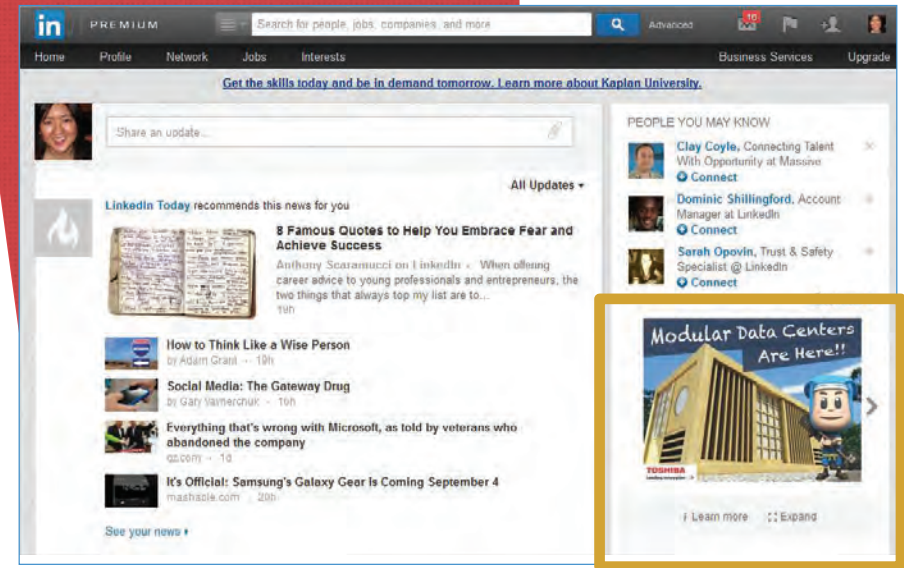 in PREMIUM Search for people, jobs, companies, and more Advanced 10
Home Profile Network Jobs Interests Business Services Upgrade
Get the skills today and be in demand tomorrow. Learn more about Kaplan University.
Share an update...
All Updates
LinkedIn Today recommends this news for you
8 Famous Quotes to Help You Embrace Fear and
Achieve Success
Anthony Scaramucci on LinkedIn - When offering
career advice to young professionals and entrepreneurs, the
two things that always top my list are to...
19h
How to Think Like a Wise Person
by Adam Grant - 19h
Social Media: The Gateway Drug
by Gary Vaynerchuk - 16h
Everything that's wrong with Microsoft, as told by veterans who
abandoned the company
qz.com - 1d
It's Official: Samsung's Galaxy Gear Is Coming September 4
mashable.com - 20h
See your news
PEOPLE YOU MAY KNOW
Clay Coyle, Connecting Talent
With Opportunity at Massive
Connect
Dominic Shillingford, Account
Manager at LinkedIn
Connect
Sarah Opovin, Trust & Safety
Specialist @ LinkedIn
Connect
Modular Data Centers
Are Here!!
TOSHIBA
Leading Innovation
Learn more Expand